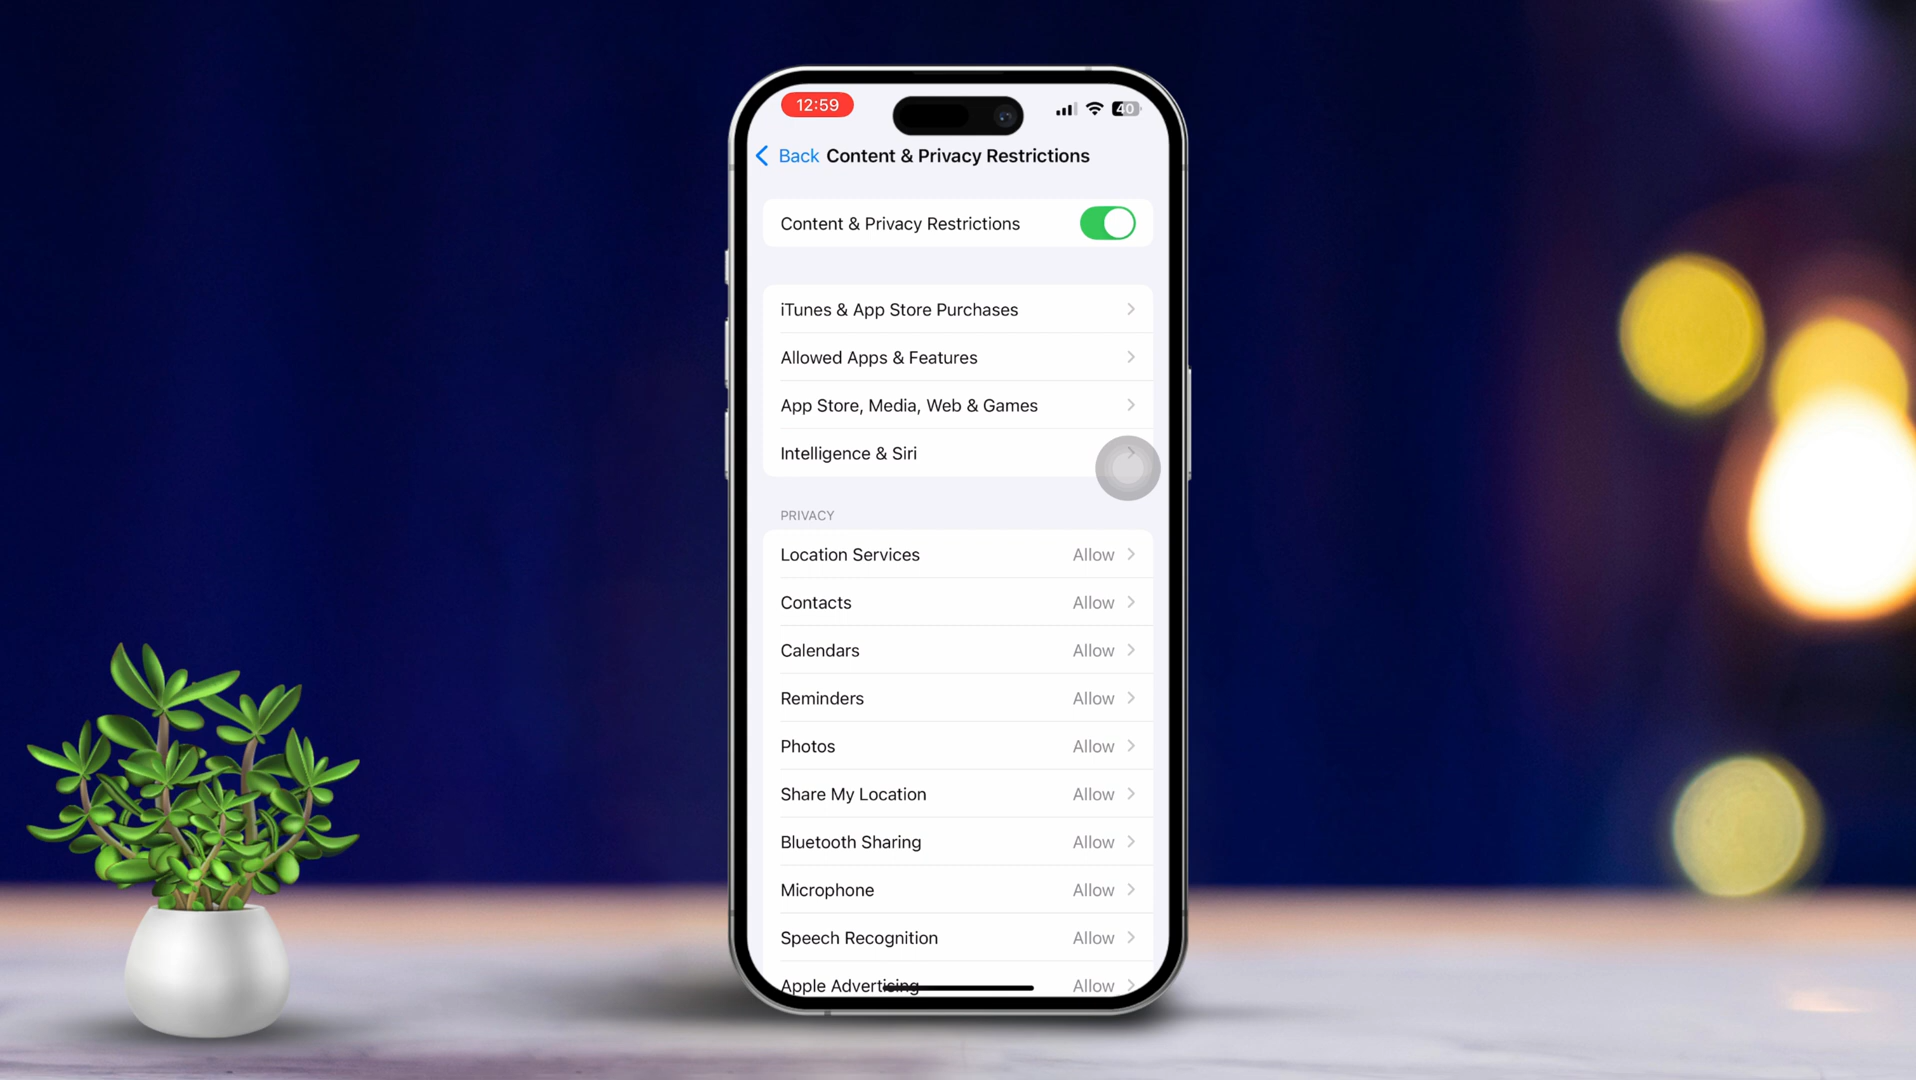 12:59
40
Back Content & Privacy Restrictions
Content & Privacy Restrictions
iTunes & App Store Purchases
Allowed Apps & Features
App Store, Media, Web & Games
Intelligence & Siri
PRIVACY
Location Services Allow
Contacts Allow
Calendars Allow
Reminders Allow
Photos Allow
Share My Location Allow
Bluetooth Sharing Allow
Microphone Allow
Speech Recognition Allow
Apple Advertising Allow